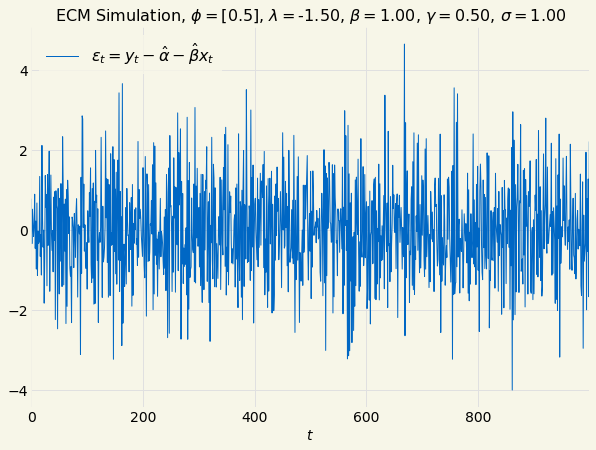 ECM Simulation, ϕ = [0.5], λ = -1.50, β = 1.00, γ = 0.50, σ = 1.00
εₜ = yₜ − α̂ − β̂xₜ
4
2
0
−2
−4
0 200 400 600 800
t